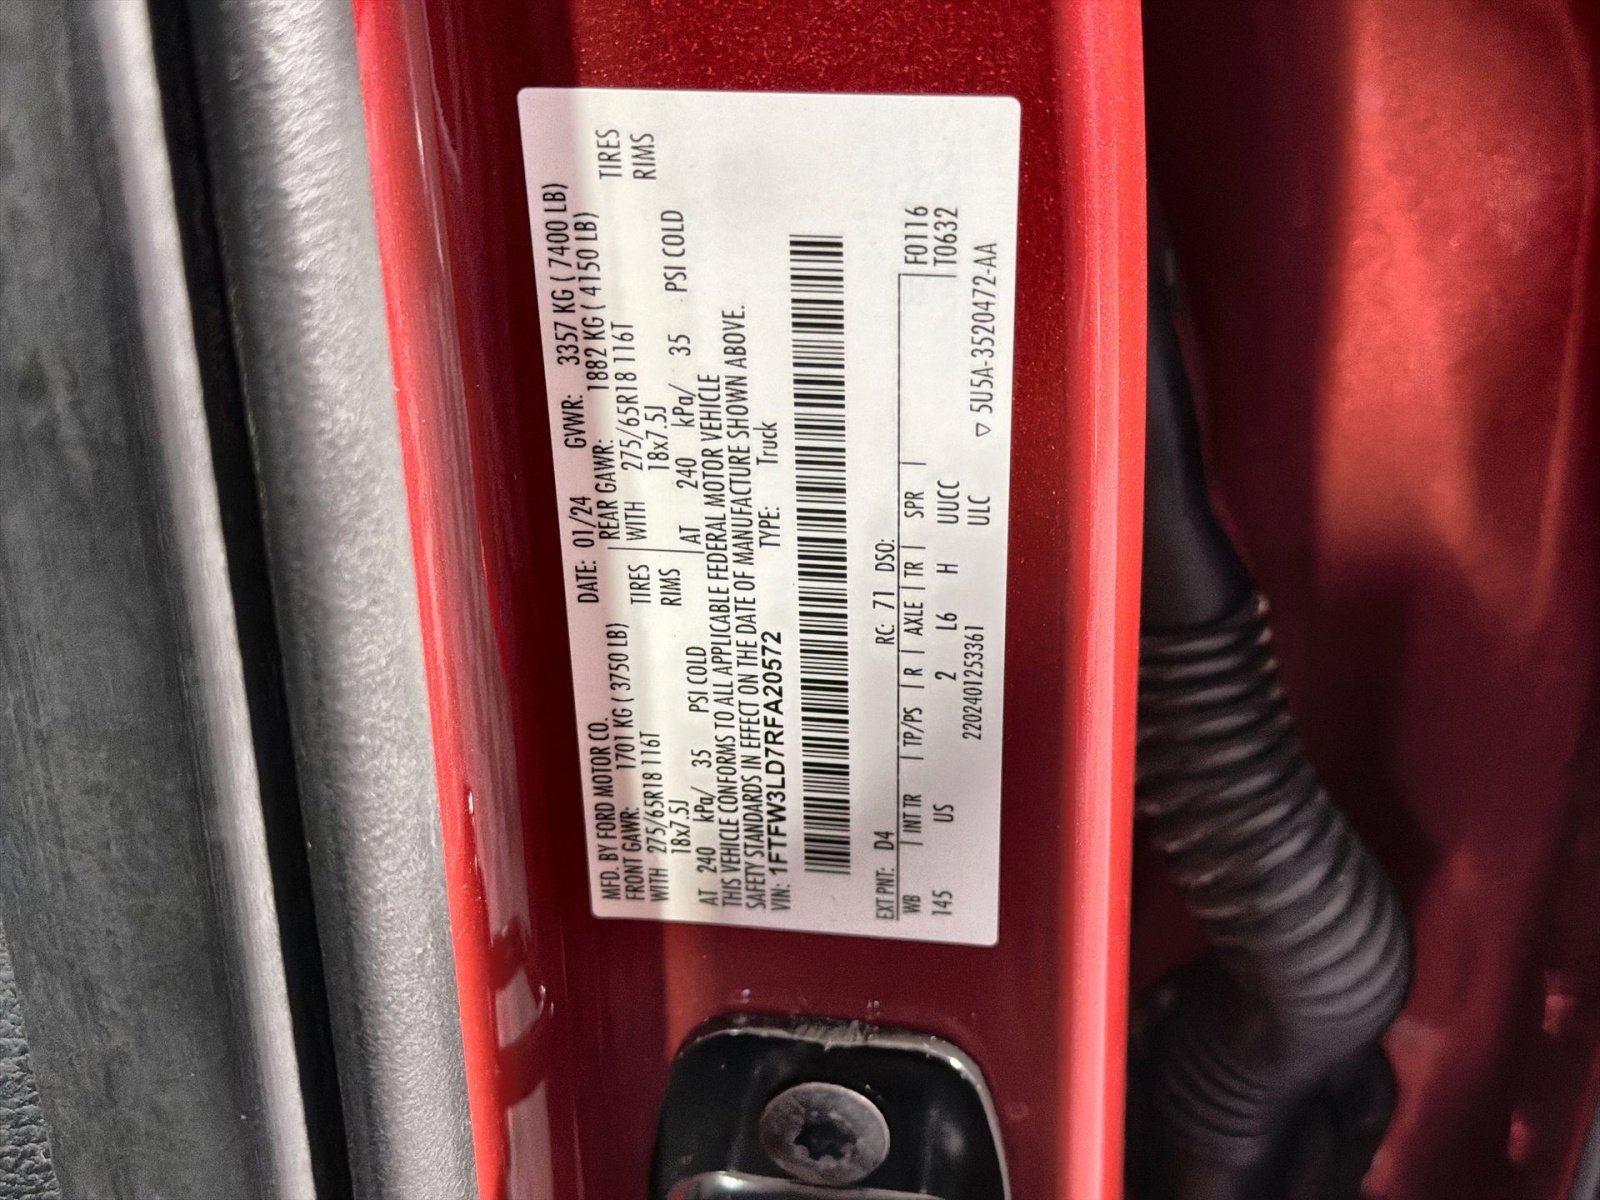 MFD. BY FORD MOTOR CO. DATE: 01/24 GVWR: 3357 KG ( 7400 LB)
FRONT GAWR: 1701 KG ( 3750 LB) REAR GAWR: 1882 KG ( 4150 LB)
WITH 275/65R18 116T TIRES WITH 275/65R18 116T TIRES
18x7.5J RIMS 18x7.5J RIMS
AT 240 kPa/ 35 PSI COLD AT 240 kPa/ 35 PSI COLD
THIS VEHICLE CONFORMS TO ALL APPLICABLE FEDERAL MOTOR VEHICLE
SAFETY STANDARDS IN EFFECT ON THE DATE OF MANUFACTURE SHOWN ABOVE.
VIN: 1FTFW3LD7RFA20572 TYPE: Truck
EXT PNT: D4 RC: 71 DSO:
WB INT TR TP/PS R AXLE TR SPR F0116
145 US 2 L6 H UUCC T0632
2202401253361 ULC
▽ 5U5A-3520472-AA